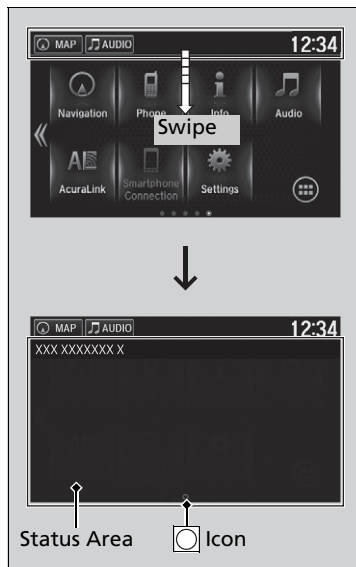 MAP AUDIO 12:34
Navigation Phone Info Audio
Swipe
AcuraLink Smartphone Connection Settings
MAP AUDIO 12:34
XXX XXXXXXX X
Status Area Icon